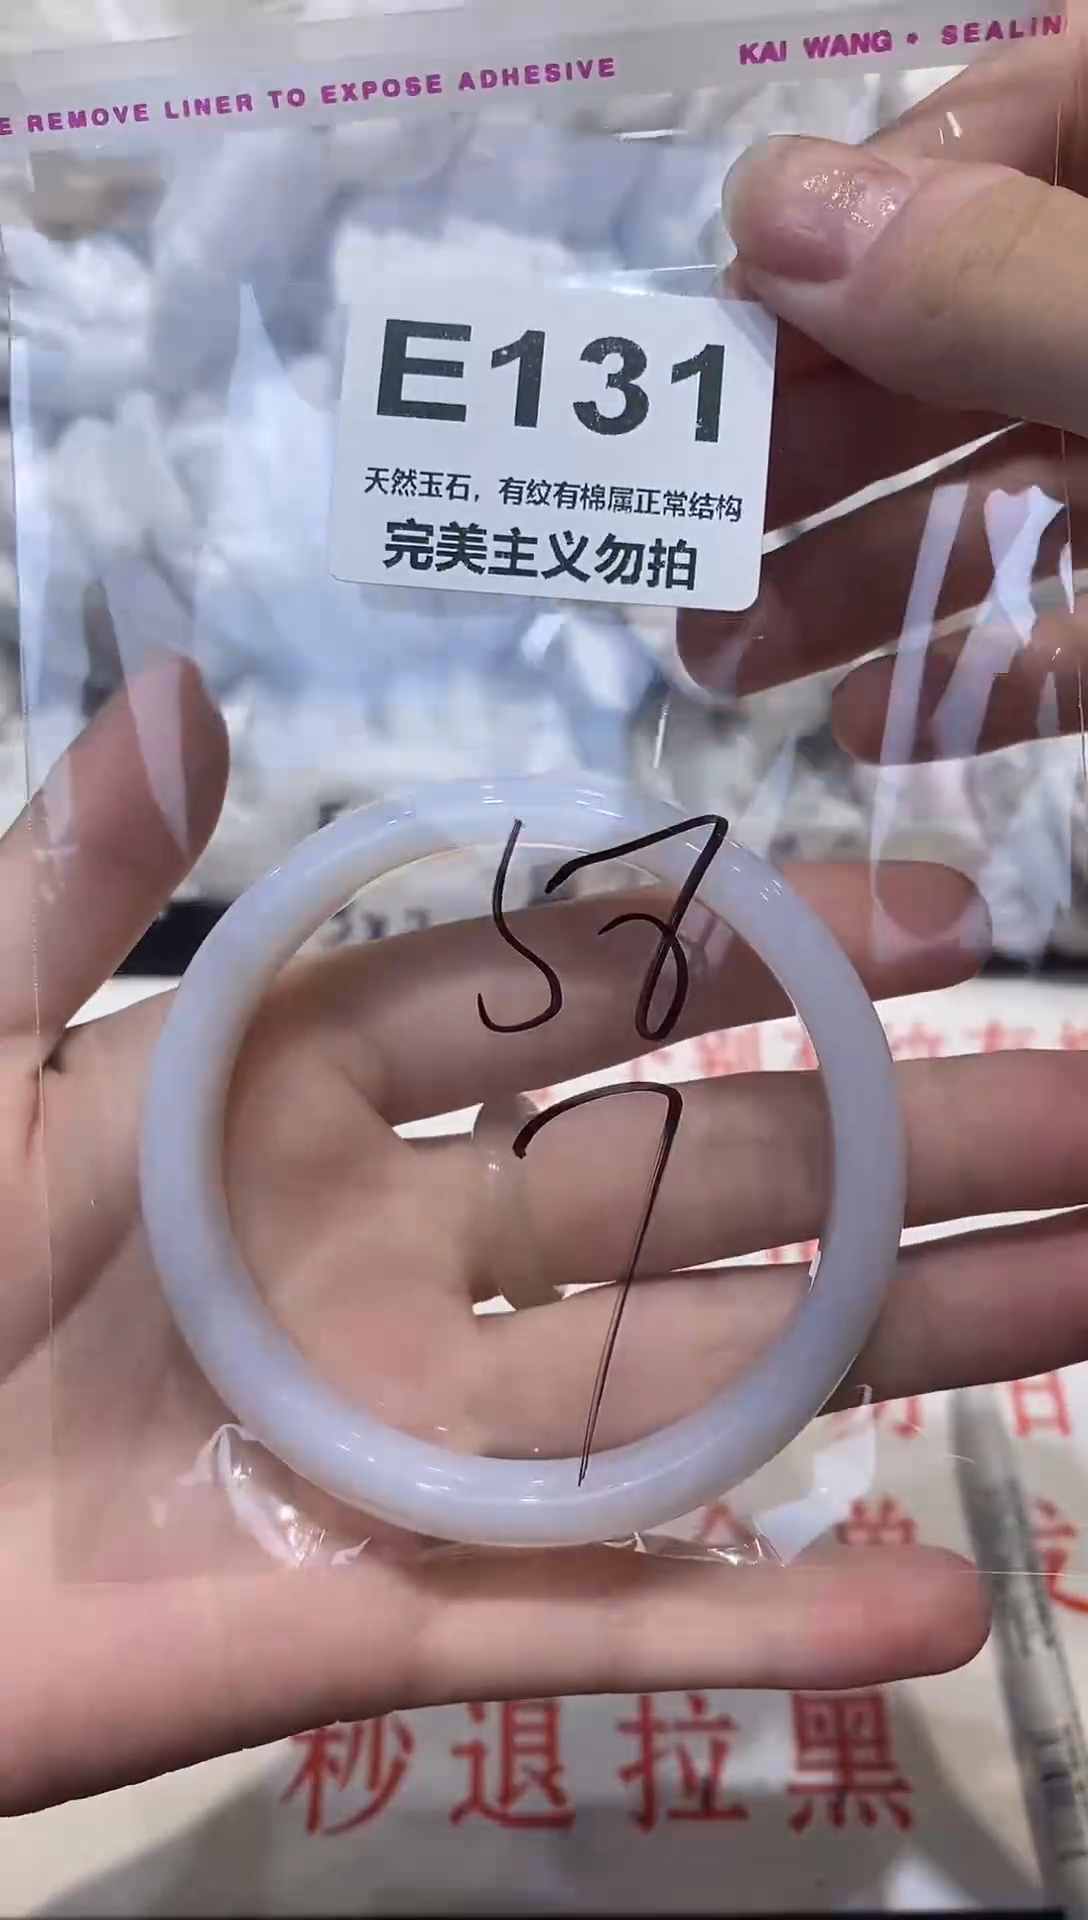 E REMOVE LINER TO EXPOSE ADHESIVE KAI WANG • SEALIN
E131
天然玉石，有纹有棉属正常结构
完美主义勿拍
58
7
秒退拉黑